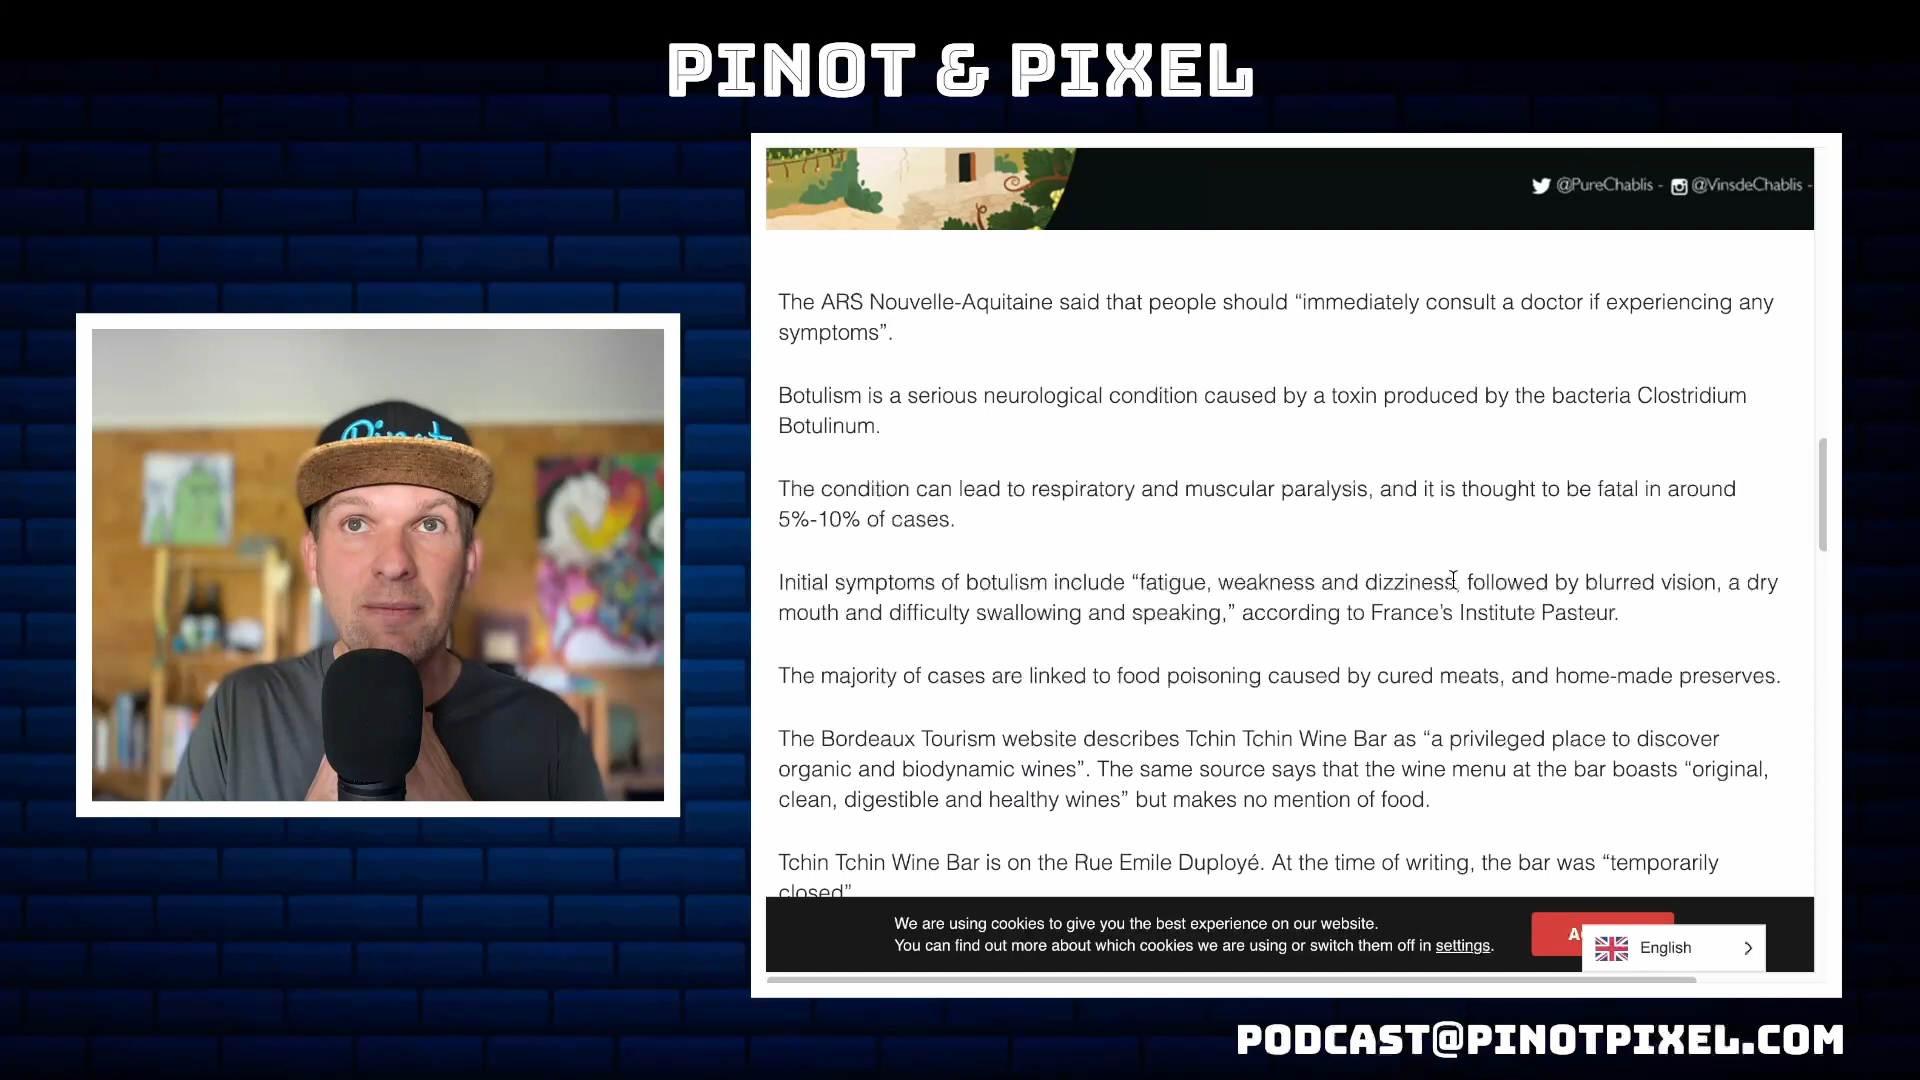 PINOT & PIXEL
@PureChablis - @VinsdeChablis -
The ARS Nouvelle-Aquitaine said that people should “immediately consult a doctor if experiencing any
symptoms”.
Botulism is a serious neurological condition caused by a toxin produced by the bacteria Clostridium
Botulinum.
The condition can lead to respiratory and muscular paralysis, and it is thought to be fatal in around
5%-10% of cases.
Initial symptoms of botulism include “fatigue, weakness and dizziness, followed by blurred vision, a dry
mouth and difficulty swallowing and speaking,” according to France’s Institute Pasteur.
The majority of cases are linked to food poisoning caused by cured meats, and home-made preserves.
The Bordeaux Tourism website describes Tchin Tchin Wine Bar as “a privileged place to discover
organic and biodynamic wines”. The same source says that the wine menu at the bar boasts “original,
clean, digestible and healthy wines” but makes no mention of food.
Tchin Tchin Wine Bar is on the Rue Emile Duployé. At the time of writing, the bar was “temporarily
closed”
We are using cookies to give you the best experience on our website.
You can find out more about which cookies we are using or switch them off in settings.
English
Pinot
PODCAST@PINOTPIXEL.COM